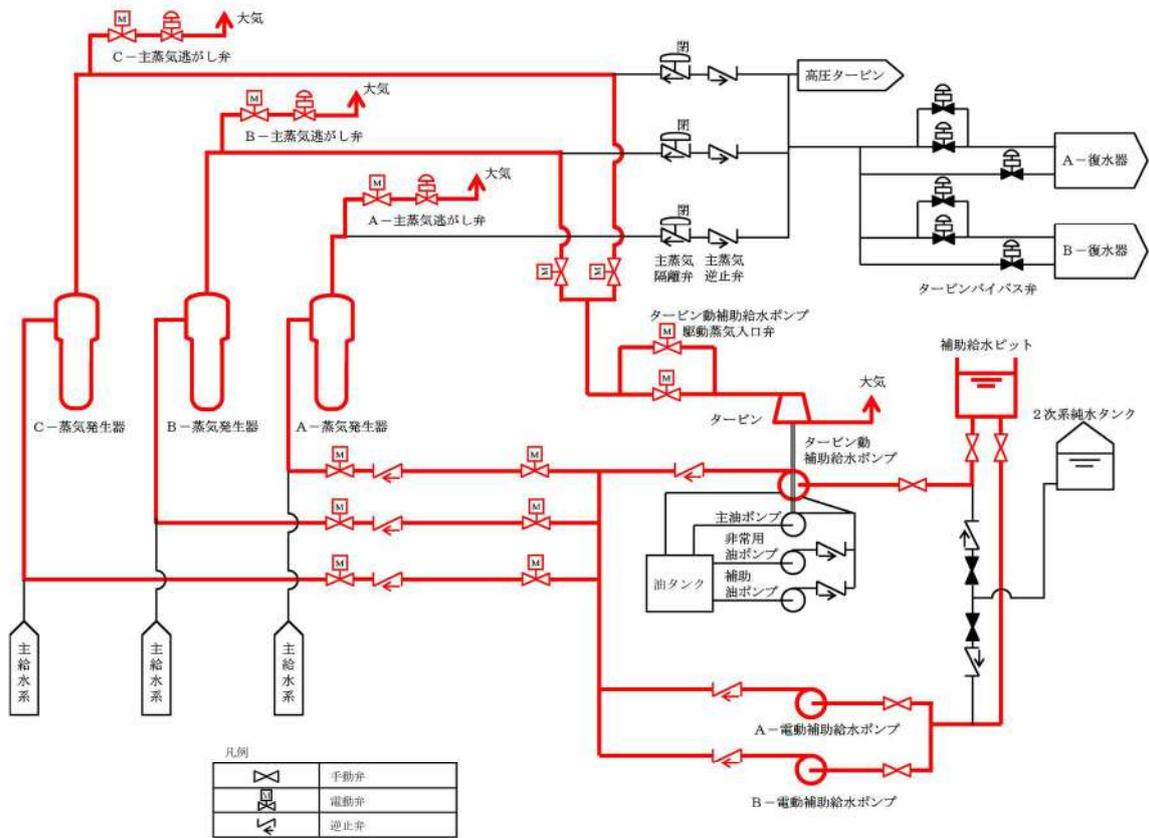 大気
M
C－主蒸気逃がし弁
大気
M
B－主蒸気逃がし弁
大気
M
A－主蒸気逃がし弁
閉
閉
閉
高圧タービン
主蒸気
隔離弁
主蒸気
逆止弁
A－復水器
B－復水器
タービンバイパス弁
M
M
タービン動補助給水ポンプ
駆動蒸気入口弁
M
M
大気
タービン
補助給水ピット
2次系純水タンク
C－蒸気発生器
B－蒸気発生器
A－蒸気発生器
タービン動
補助給水ポンプ
M
M
M
M
M
M
主油ポンプ
非常用
油ポンプ
補助
油ポンプ
油タンク
主給水系
主給水系
主給水系
A－電動補助給水ポンプ
B－電動補助給水ポンプ
凡例
手動弁
M
電動弁
逆止弁